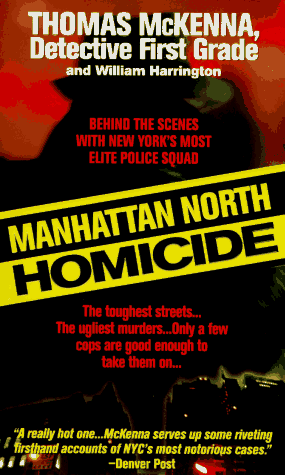 THOMAS McKENNA,
Detective First Grade
and William Harrington
BEHIND THE SCENES
WITH NEW YORK'S MOST
ELITE POLICE SQUAD
MANHATTAN NORTH
HOMICIDE
The toughest streets...
The ugliest murders...Only a few
cops are good enough to
take them on...
"A really hot one...McKenna serves up some riveting
firsthand accounts of NYC's most notorious cases."
–Denver Post